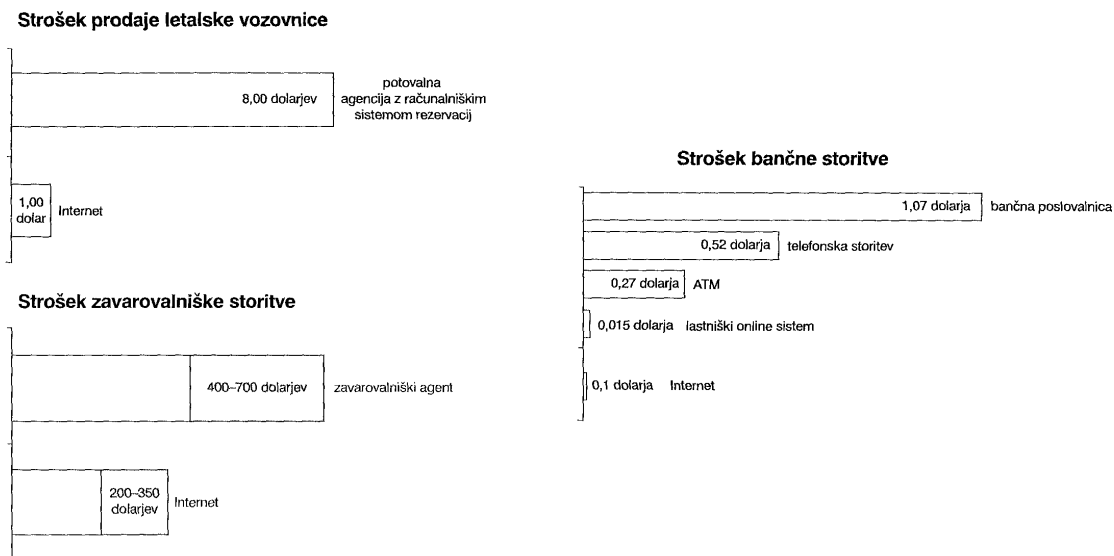 Strošek prodaje letalske vozovnice
8,00 dolarjev
potovalna
agencija z računalniškim
sistemom rezervacij
1,00
dolar
Internet
Strošek zavarovalniške storitve
400–700 dolarjev
zavarovalniški agent
200–350
dolarjev
Internet
Strošek bančne storitve
1,07 dolarja
bančna poslovalnica
0,52 dolarja
telefonska storitev
0,27 dolarja
ATM
0,015 dolarja
lastniški online sistem
0,1 dolarja
Internet